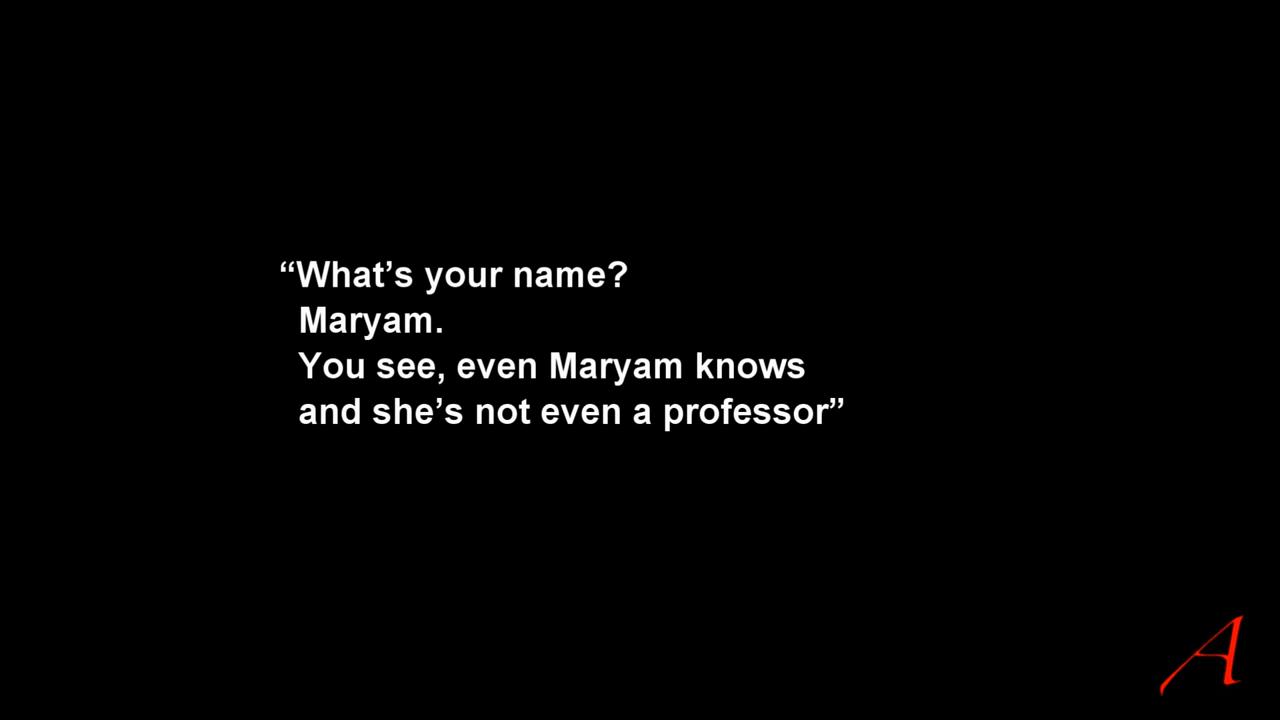 “What’s your name?
Maryam.
You see, even Maryam knows
and she’s not even a professor”
A